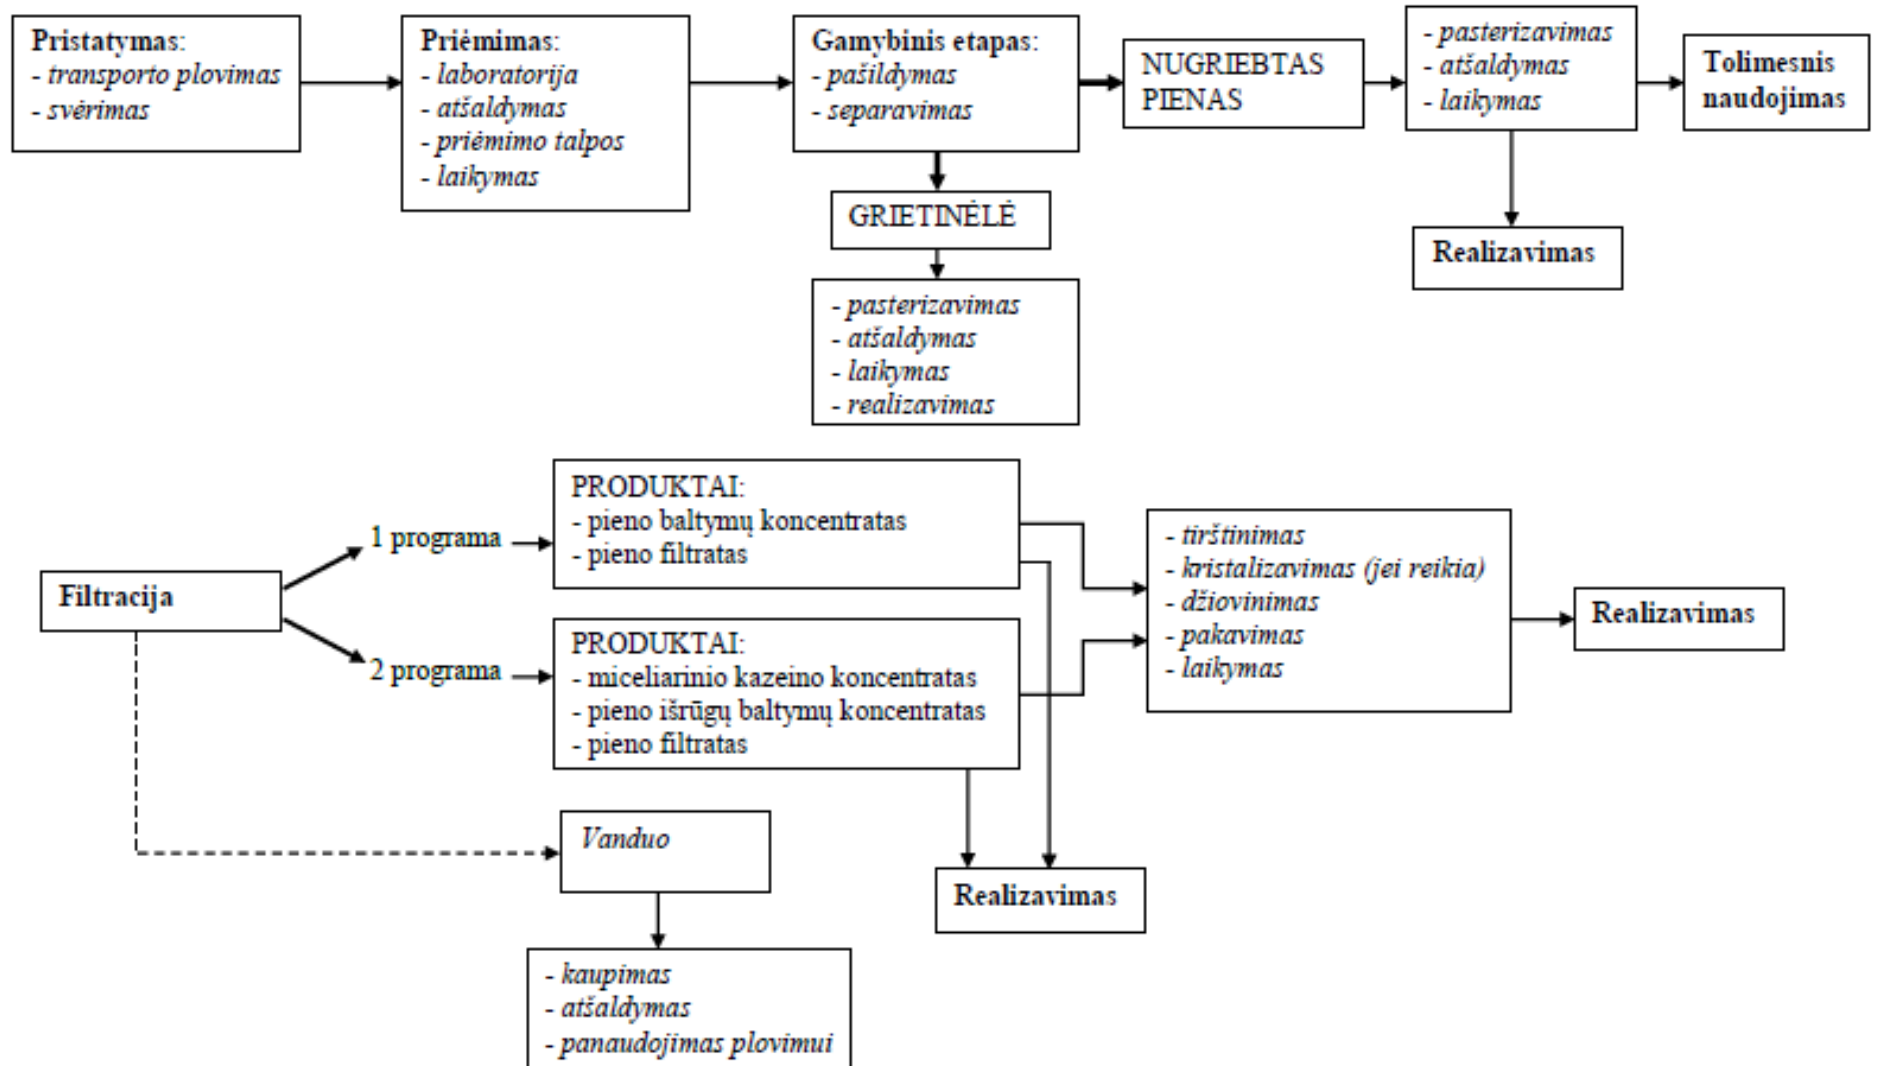 Pristatymas:
- transporto plovimas
- svėrimas
Priėmimas:
- laboratorija
- atšaldymas
- priėmimo talpos
- laikymas
Gamybinis etapas:
- pašildymas
- separavimas
NUGRIEBTAS
PIENAS
- pasterizavimas
- atšaldymas
- laikymas
Tolimesnis
naudojimas
Realizavimas
GRIETINĖLĖ
- pasterizavimas
- atšaldymas
- laikymas
- realizavimas
Filtracija
1 programa
PRODUKTAI:
- pieno baltymų koncentratas
- pieno filtratas
2 programa
PRODUKTAI:
- miceliarinio kazeino koncentratas
- pieno išrūgų baltymų koncentratas
- pieno filtratas
- tirštinimas
- kristalizavimas (jei reikia)
- džiovinimas
- pakavimas
- laikymas
Realizavimas
Realizavimas
Vanduo
- kaupimas
- atšaldymas
- panaudojimas plovimui